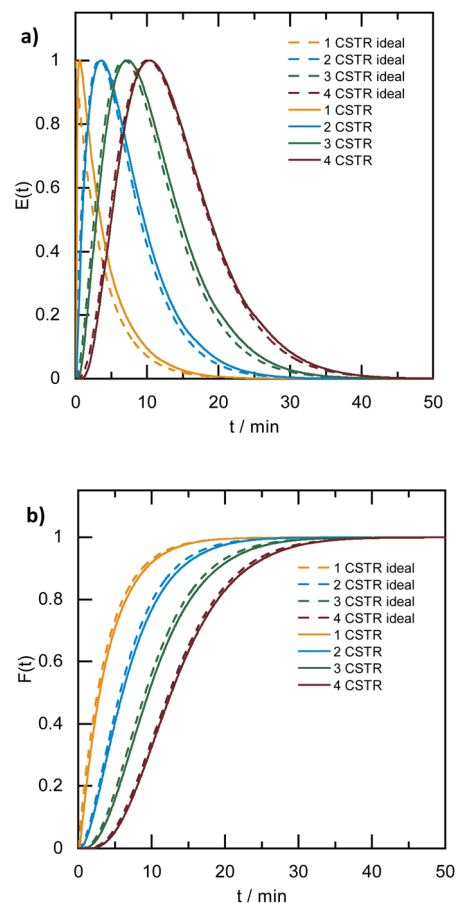 a)
1 CSTR ideal
2 CSTR ideal
3 CSTR ideal
4 CSTR ideal
1 CSTR
2 CSTR
3 CSTR
4 CSTR
E(t)
1
0.8
0.6
0.4
0.2
0
0 10 20 30 40 50
t / min
b)
1 CSTR ideal
2 CSTR ideal
3 CSTR ideal
4 CSTR ideal
1 CSTR
2 CSTR
3 CSTR
4 CSTR
F(t)
1
0.8
0.6
0.4
0.2
0
0 10 20 30 40 50
t / min